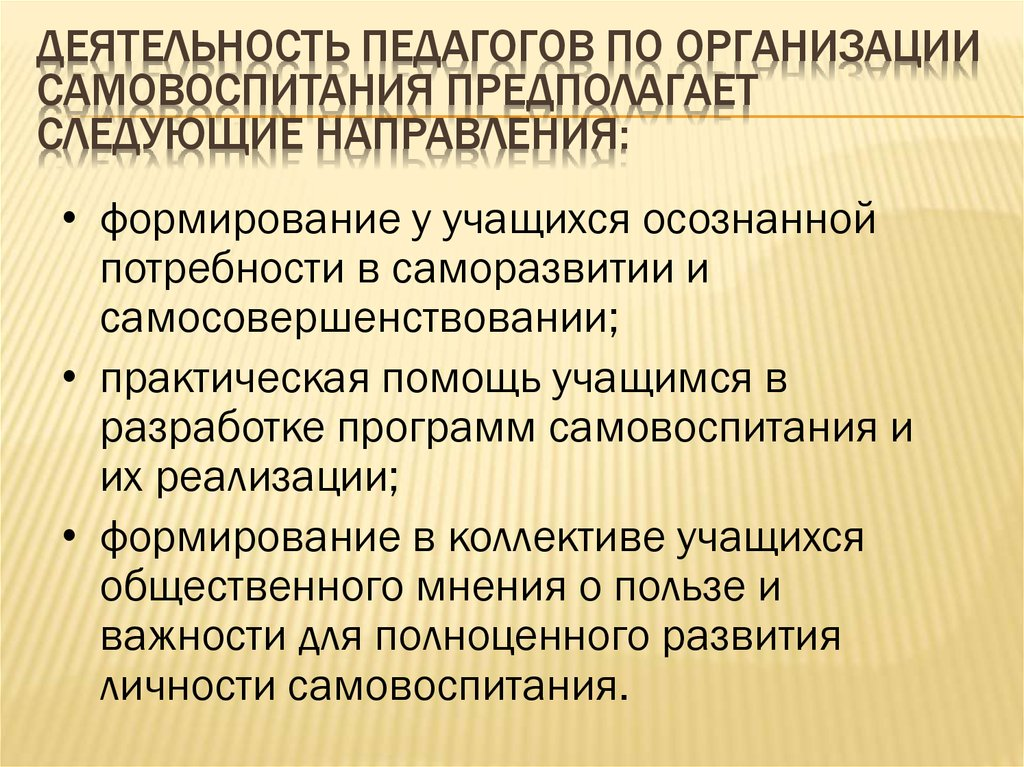 ДЕЯТЕЛЬНОСТЬ ПЕДАГОГОВ ПО ОРГАНИЗАЦИИ
САМОВОСПИТАНИЯ ПРЕДПОЛАГАЕТ
СЛЕДУЮЩИЕ НАПРАВЛЕНИЯ:
• формирование у учащихся осознанной
потребности в саморазвитии и
самосовершенствовании;
• практическая помощь учащимся в
разработке программ самовоспитания и
их реализации;
• формирование в коллективе учащихся
общественного мнения о пользе и
важности для полноценного развития
личности самовоспитания.